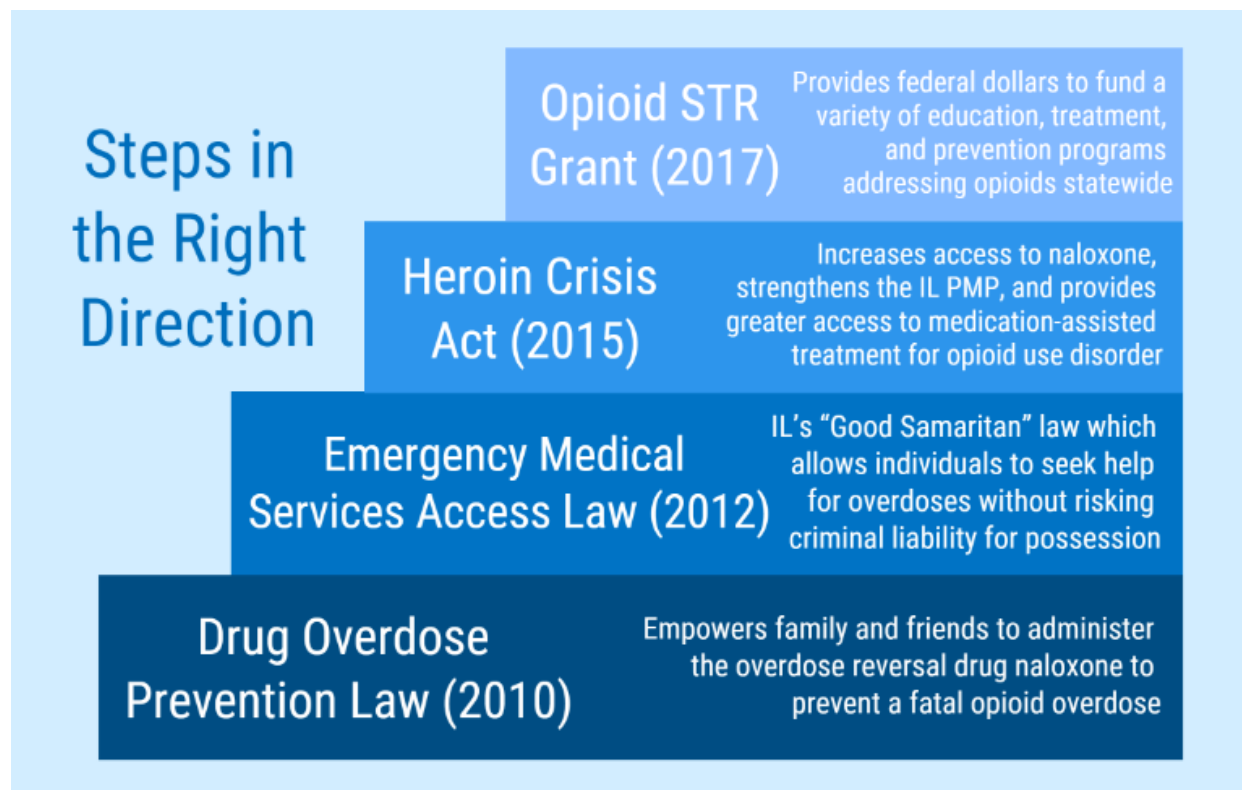 Steps in
the Right
Direction
Opioid STR
Grant (2017)
Provides federal dollars to fund a
variety of education, treatment,
and prevention programs
addressing opioids statewide
Heroin Crisis
Act (2015)
Increases access to naloxone,
strengthens the IL PMP, and provides
greater access to medication-assisted
treatment for opioid use disorder
Emergency Medical
Services Access Law (2012)
IL’s “Good Samaritan” law which
allows individuals to seek help
for overdoses without risking
criminal liability for possession
Drug Overdose
Prevention Law (2010)
Empowers family and friends to administer
the overdose reversal drug naloxone to
prevent a fatal opioid overdose